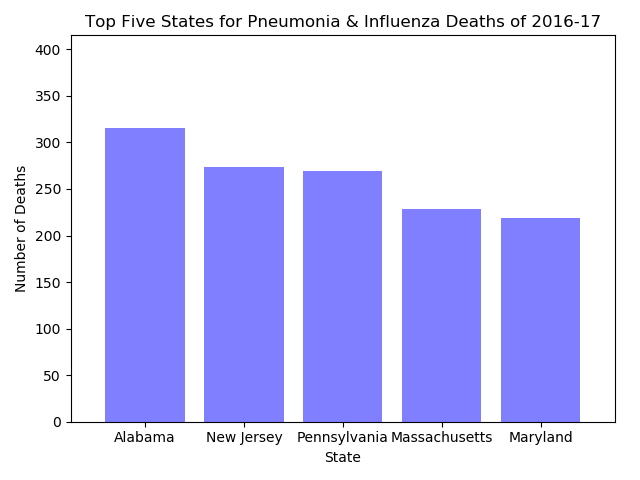 Top Five States for Pneumonia & Influenza Deaths of 2016-17
400
350
300
250
200
150
100
50
0
Number of Deaths
Alabama New Jersey Pennsylvania Massachusetts Maryland
State